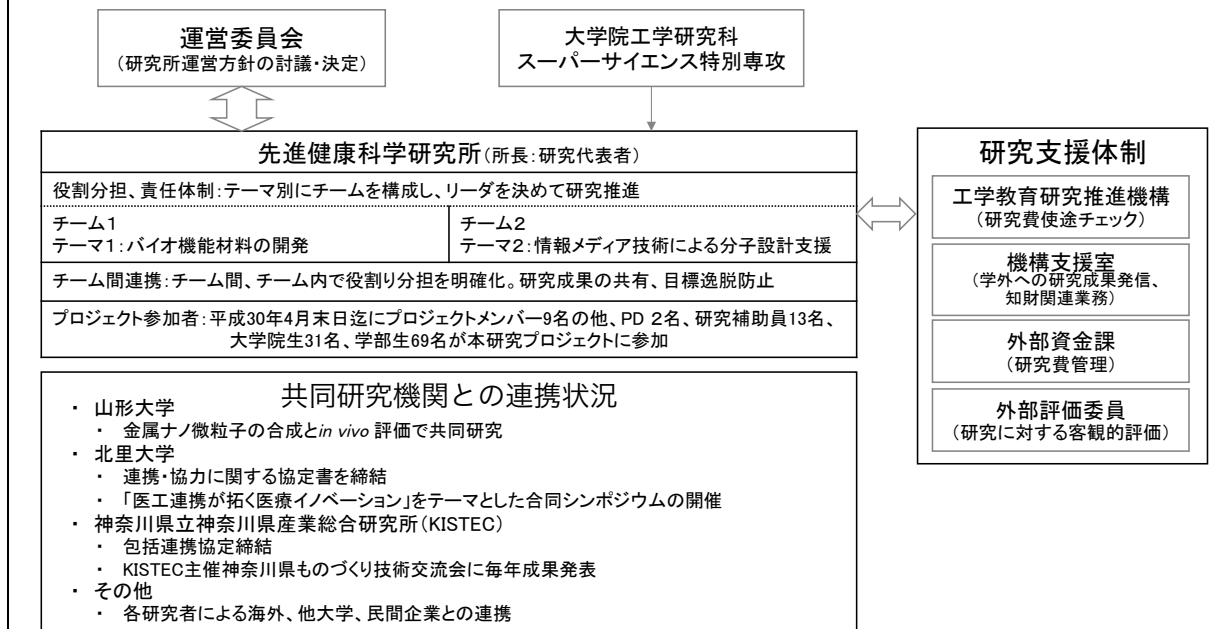 運営委員会
（研究所運営方針の討議・決定）
大学院工学研究科
スーパーサイエンス特別専攻
先進健康科学研究所（所長：研究代表者）
役割分担、責任体制：テーマ別にチームを構成し、リーダを決めて研究推進
チーム１
テーマ１：バイオ機能材料の開発
チーム２
テーマ２：情報メディア技術による分子設計支援
チーム間連携：チーム間、チーム内で役割り分担を明確化。研究成果の共有、目標逸脱防止
プロジェクト参加者：平成30年4月末日迄にプロジェクトメンバー9名の他、PD 2名、研究補助員13名、
大学院生31名、学部生69名が本研究プロジェクトに参加
研究支援体制
工学教育研究推進機構
（研究費使途チェック）
機構支援室
（学外への研究成果発信、
知財関連業務）
外部資金課
（研究費管理）
外部評価委員
（研究に対する客観的評価）
共同研究機関との連携状況
・ 山形大学
・ 金属ナノ微粒子の合成とin vivo 評価で共同研究
・ 北里大学
・ 連携・協力に関する協定書を締結
・ 「医工連携が拓く医療イノベーション」をテーマとした合同シンポジウムの開催
・ 神奈川県立神奈川県産業総合研究所（KISTEC）
・ 包括連携協定締結
・ KISTEC主催神奈川県ものづくり技術交流会に毎年成果発表
・ その他
・ 各研究者による海外、他大学、民間企業との連携